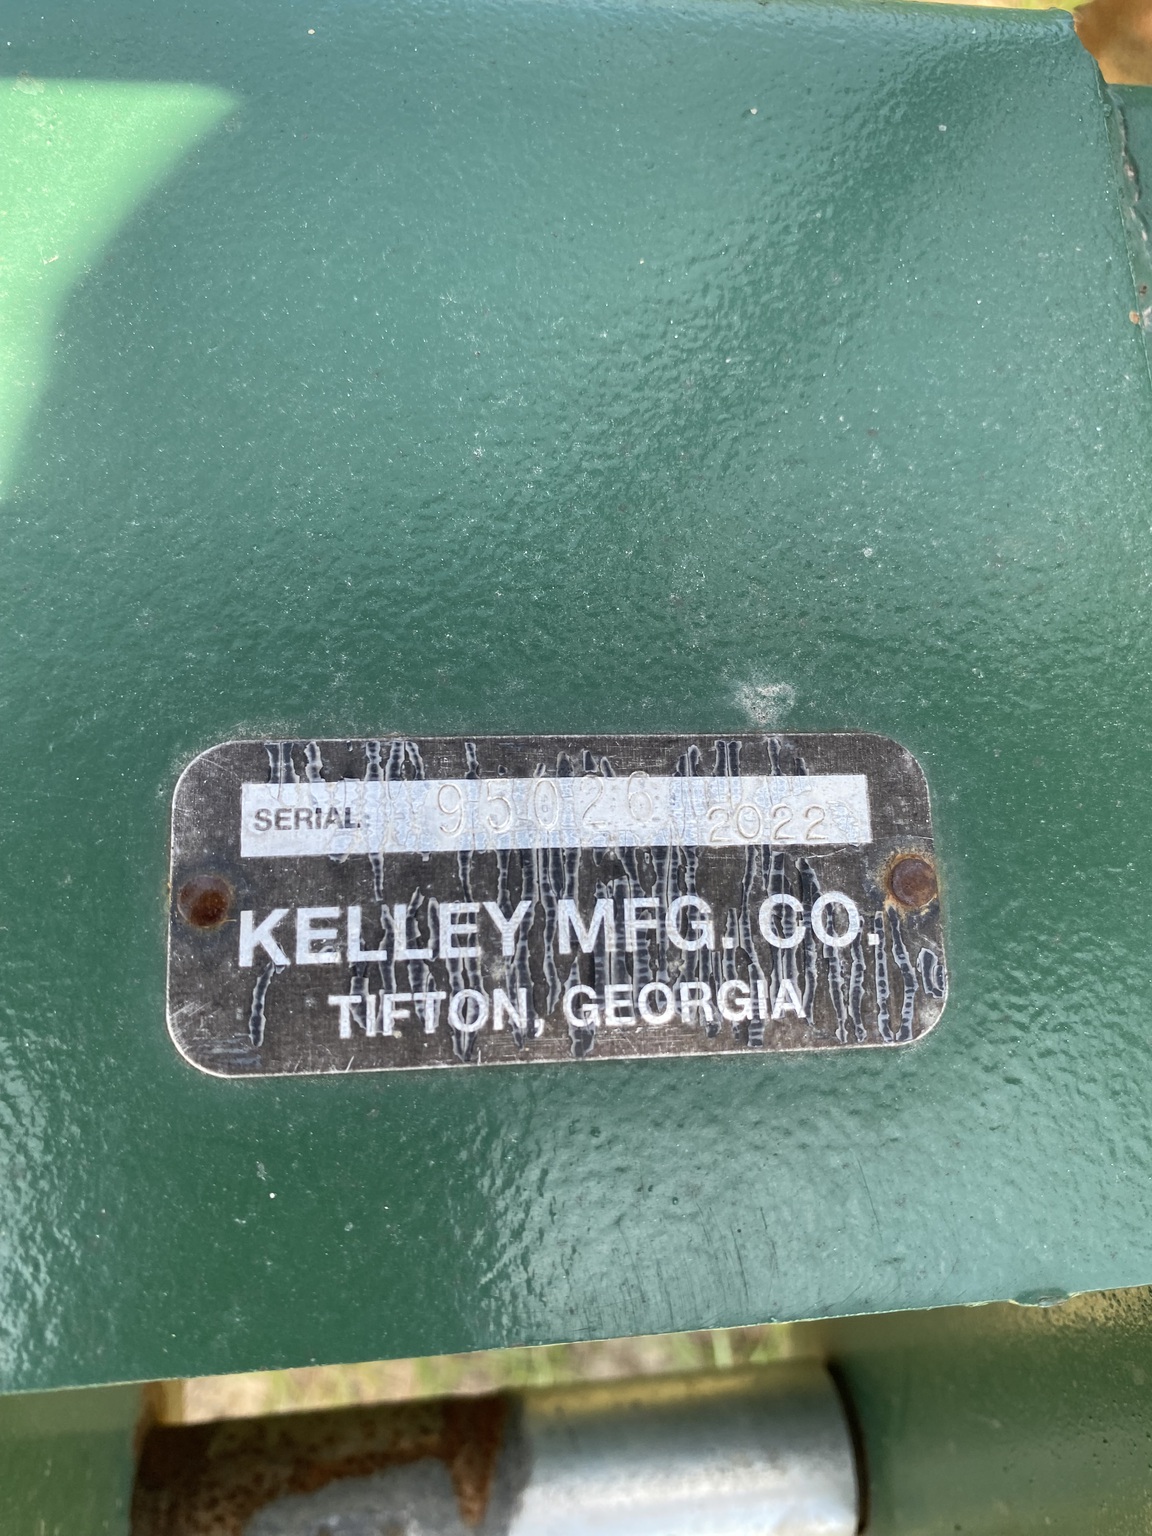 SERIAL: 95026 2022
KELLEY MFG. CO.
TIFTON, GEORGIA